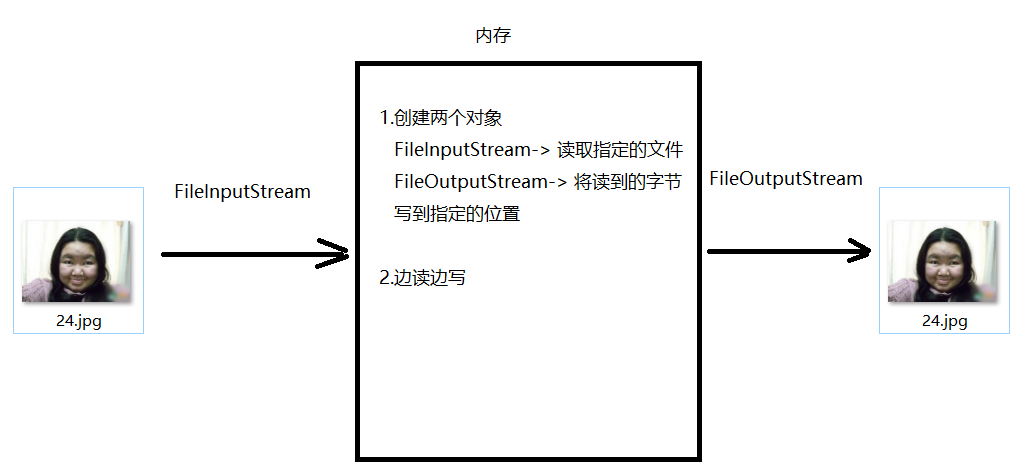 内存
1.创建两个对象
FileInputStream-> 读取指定的文件
FileOutputStream-> 将读到的字节
写到指定的位置
2.边读边写
FileInputStream
FileOutputStream
24.jpg
24.jpg